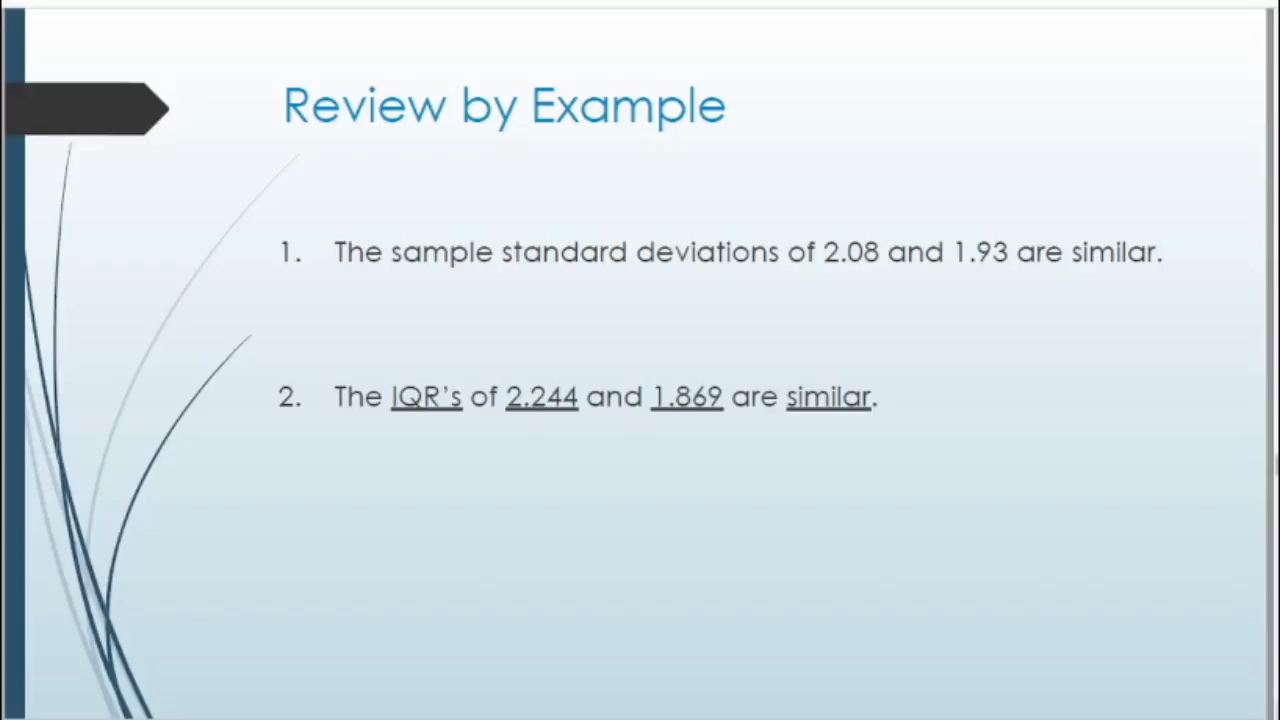 Review by Example
1. The sample standard deviations of 2.08 and 1.93 are similar.
2. The IQR's of 2.244 and 1.869 are similar.